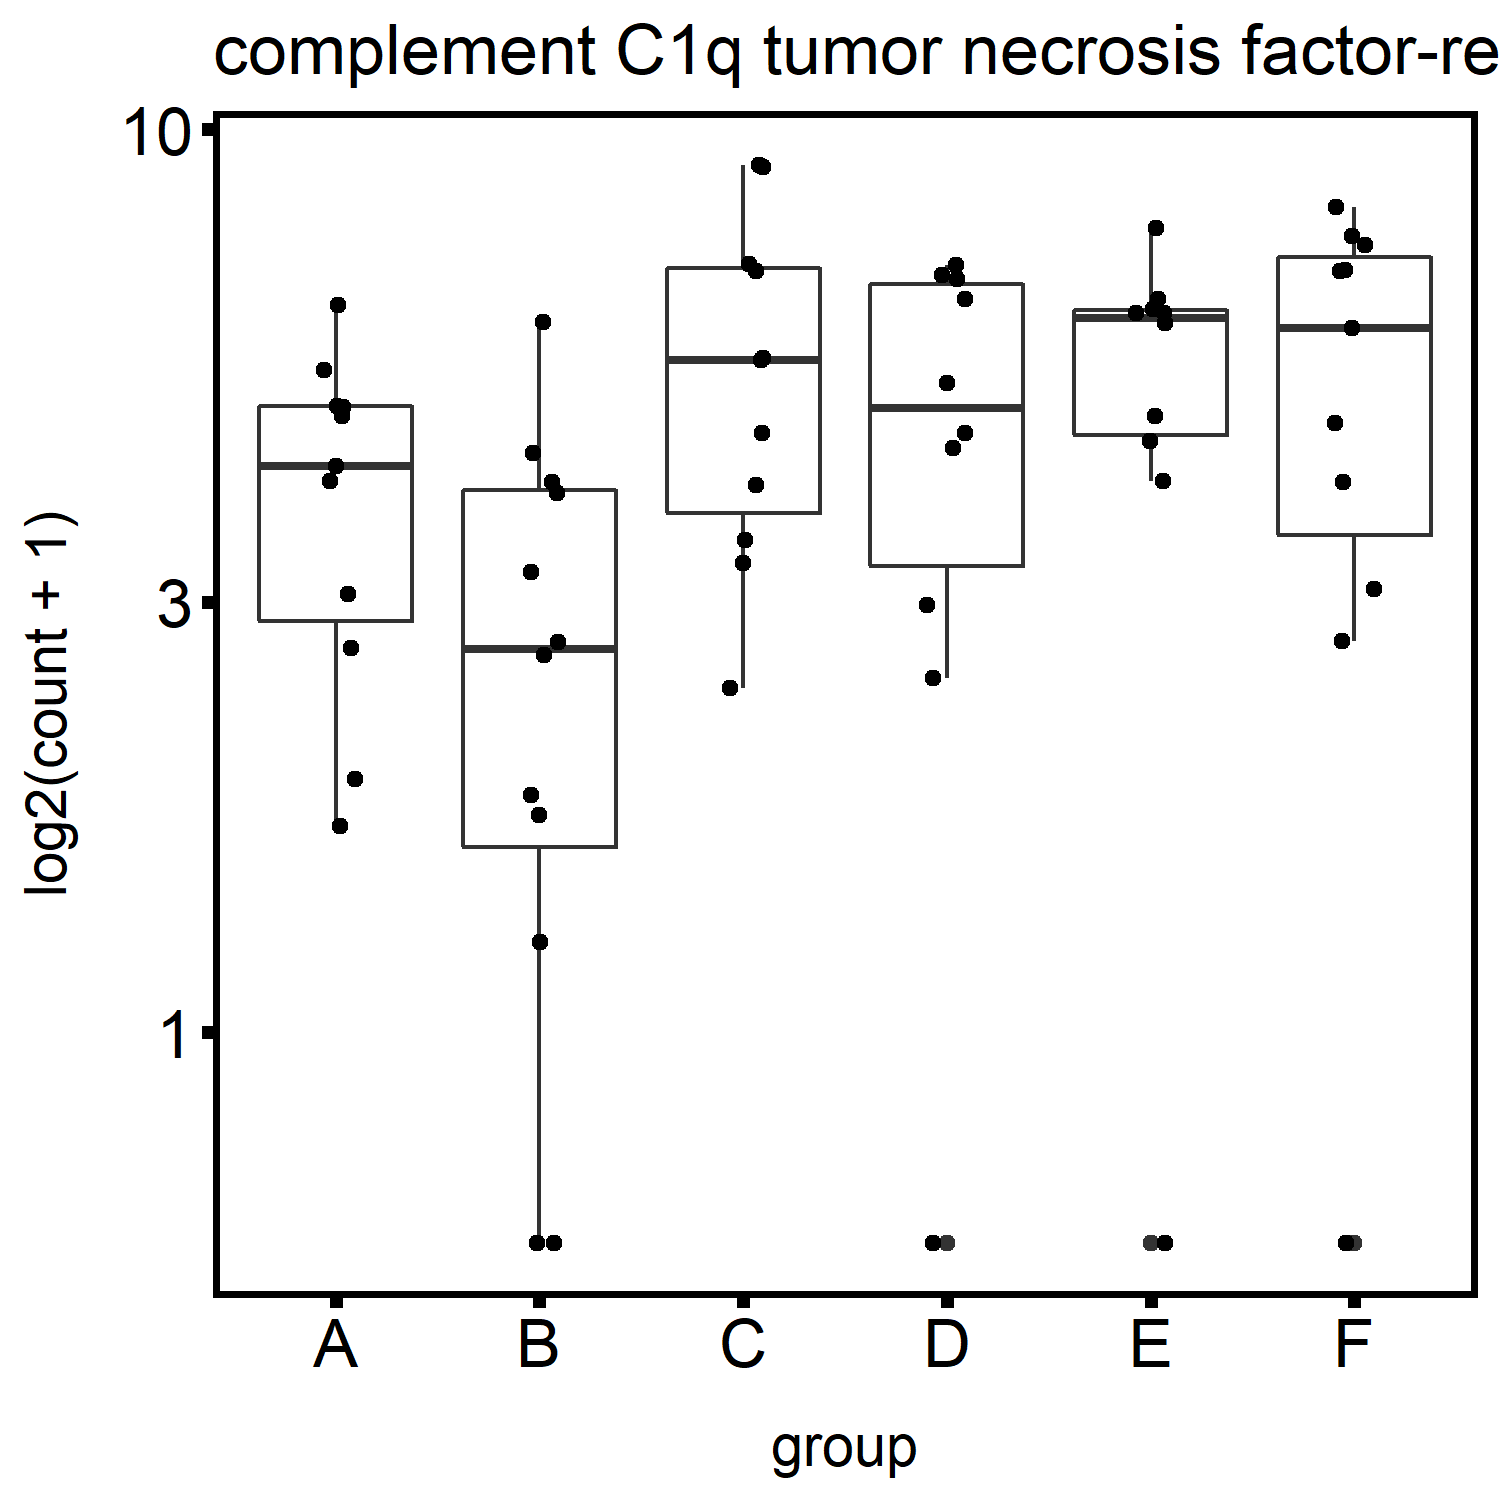 complement C1q tumor necrosis factor-re
10
3
1
log2(count + 1)
A B C D E F
group